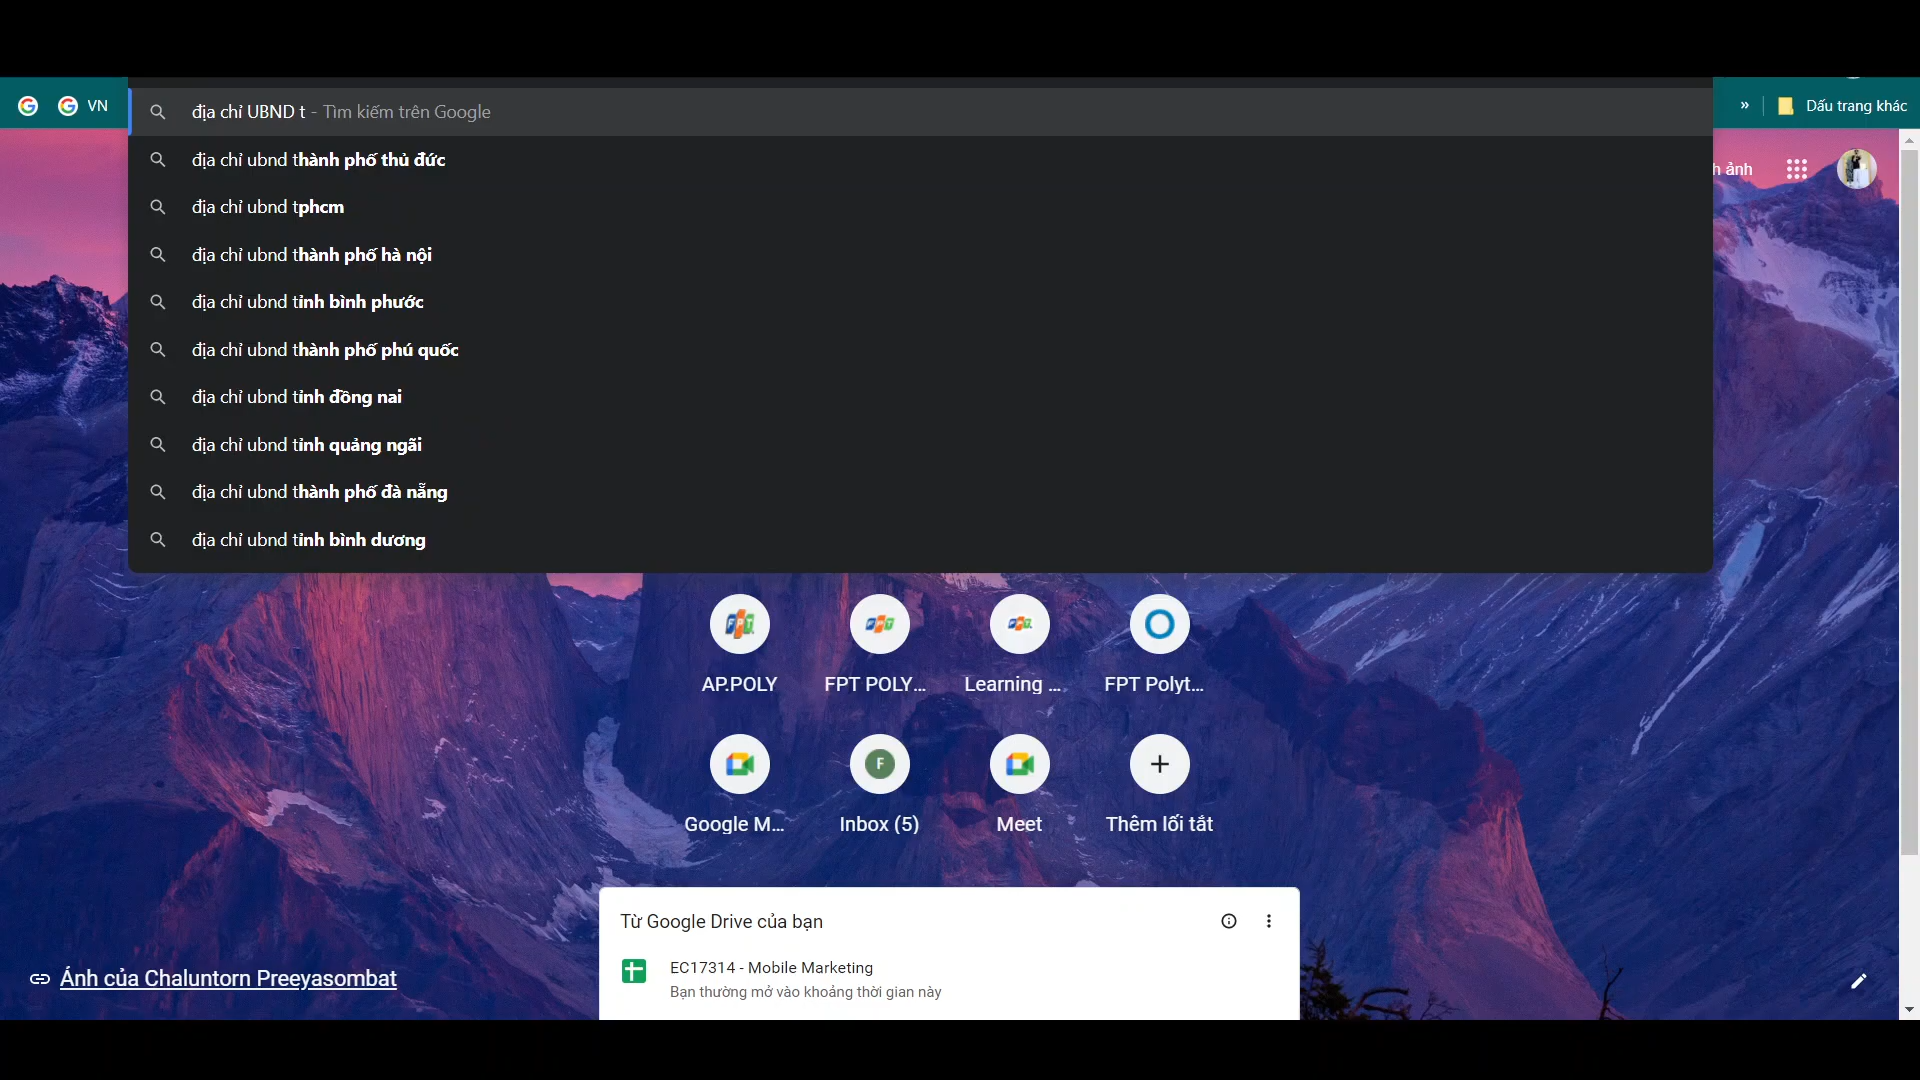 VN
địa chỉ UBND t - Tìm kiếm trên Google
» Dấu trang khác
địa chỉ ubnd thành phố thủ đức
h ảnh
địa chỉ ubnd tphcm
địa chỉ ubnd thành phố hà nội
địa chỉ ubnd tỉnh bình phước
địa chỉ ubnd thành phố phú quốc
địa chỉ ubnd tỉnh đồng nai
địa chỉ ubnd tỉnh quảng ngãi
địa chỉ ubnd thành phố đà nẵng
địa chỉ ubnd tỉnh bình dương
FPT FPT FPT
AP.POLY FPT POLY... Learning ... FPT Polyt...
F
Google M... Inbox (5) Meet Thêm lối tắt
Từ Google Drive của bạn
EC17314 - Mobile Marketing
Bạn thường mở vào khoảng thời gian này
Ảnh của Chaluntorn Preeyasombat